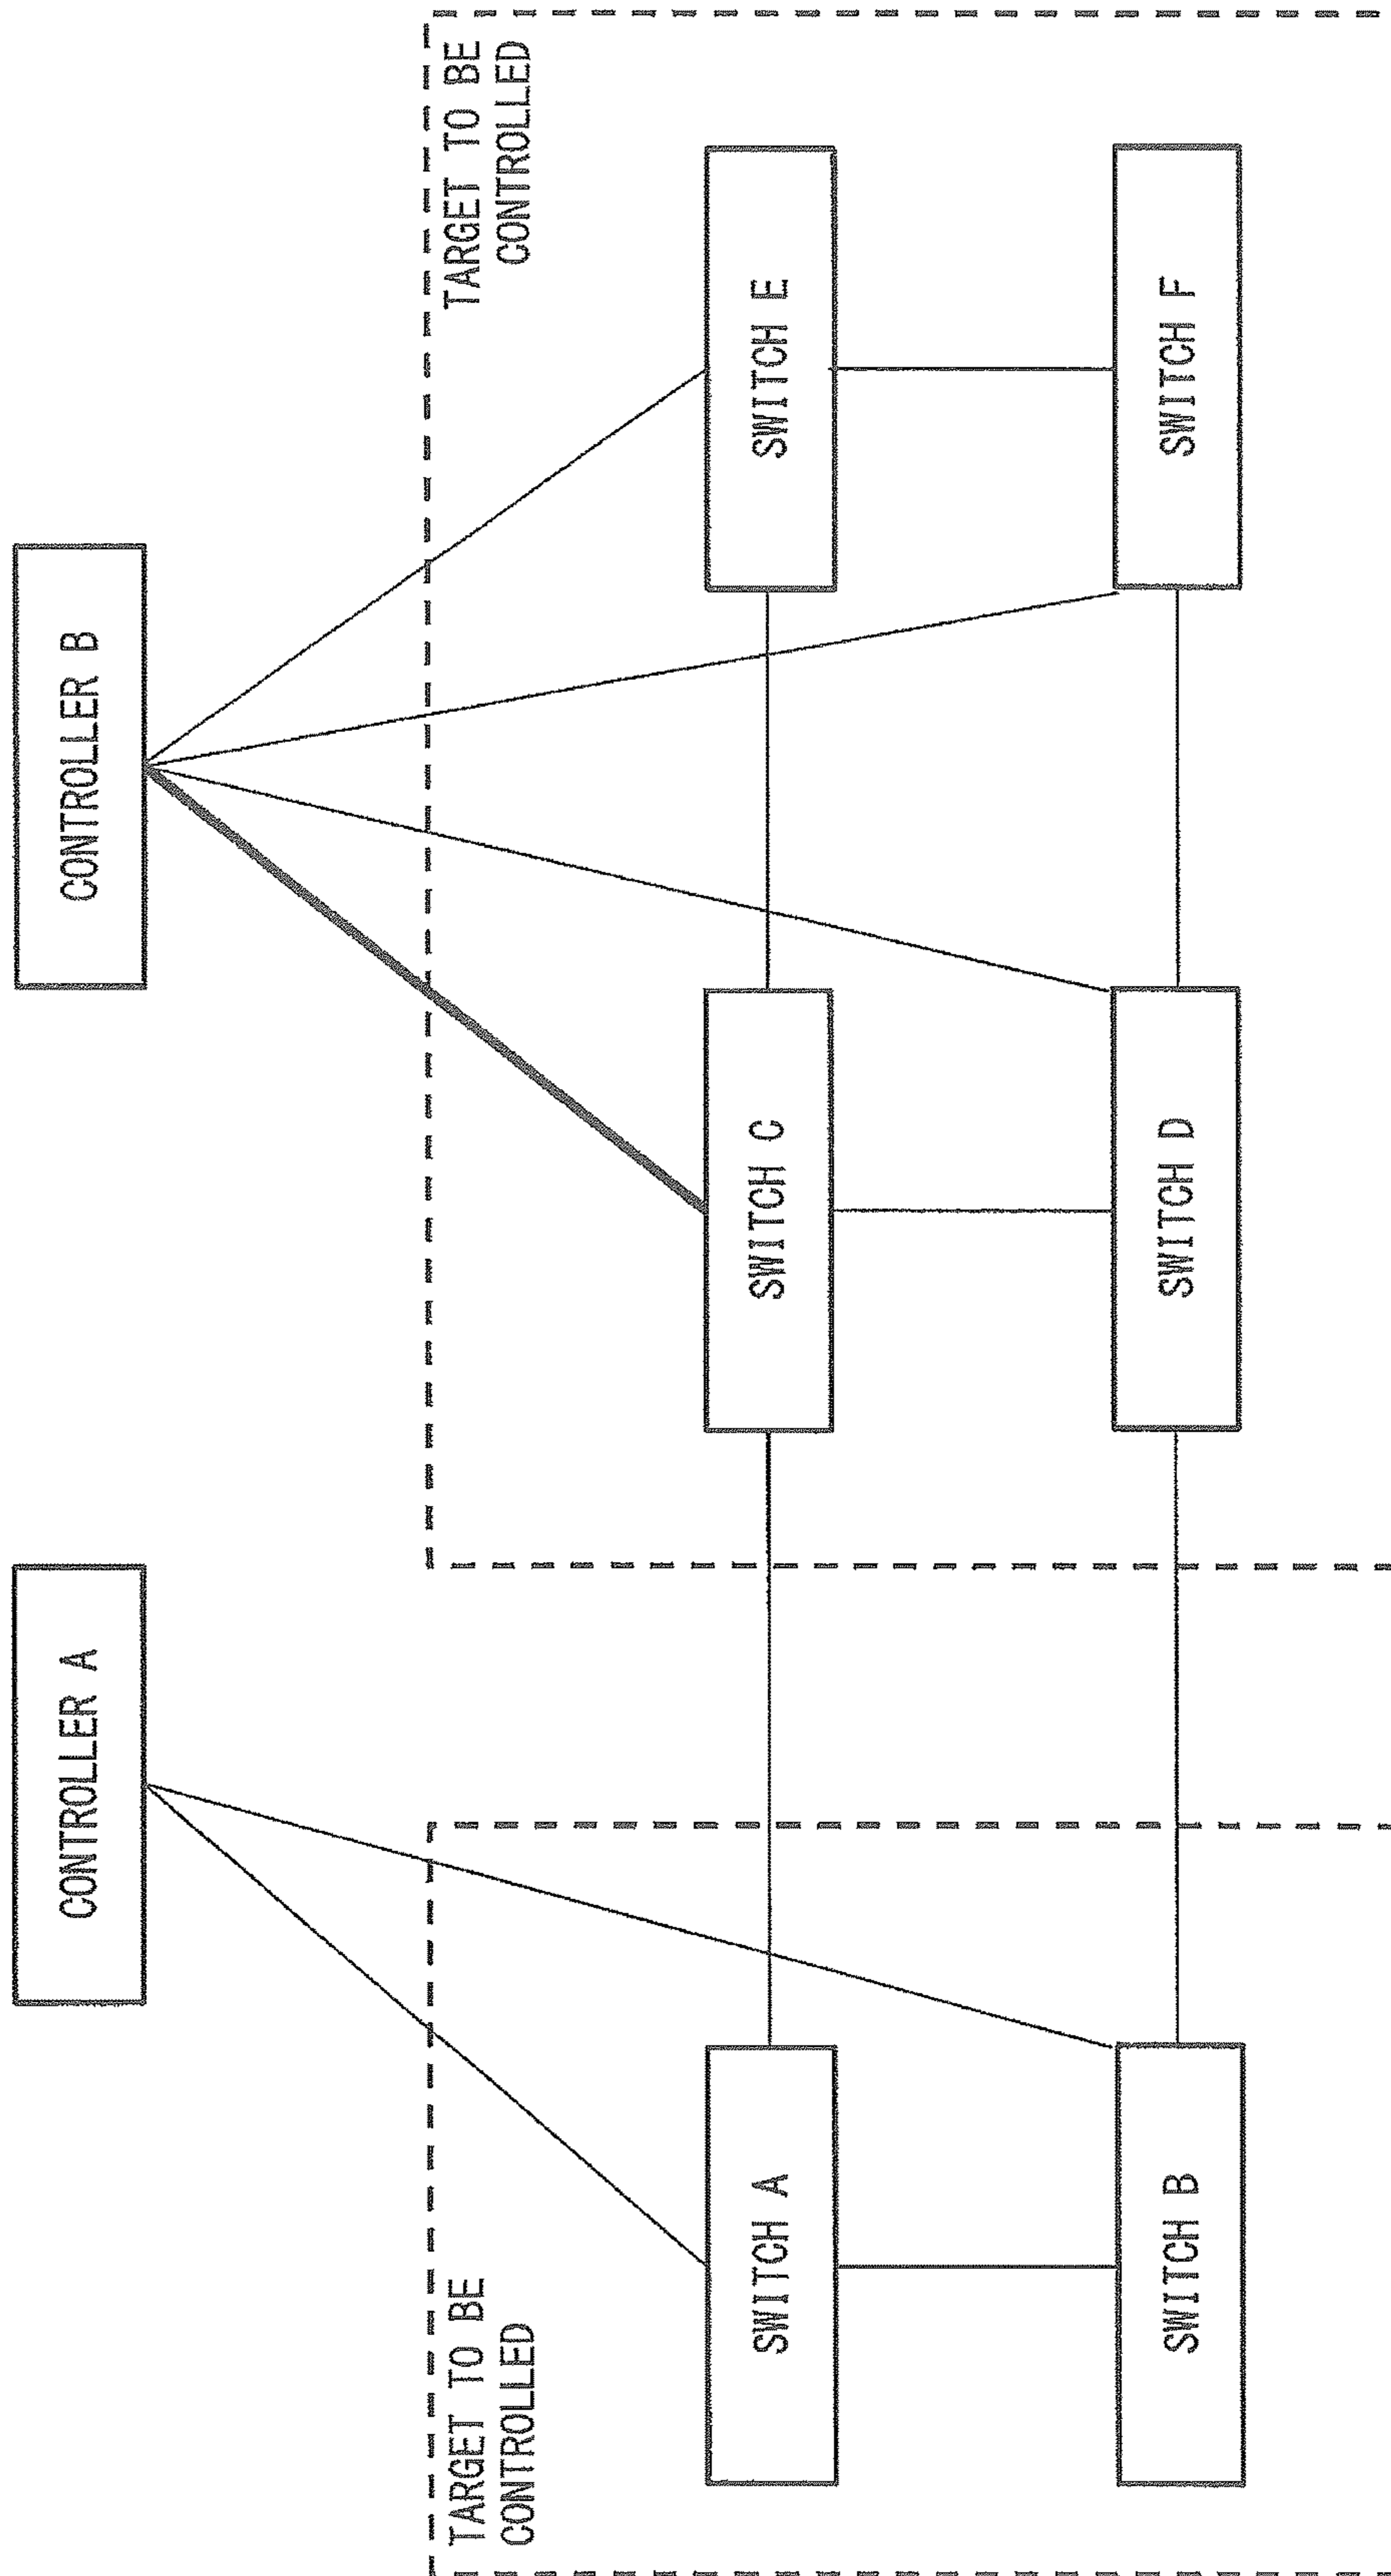 CONTROLLER A
CONTROLLER B
TARGET TO BE
CONTROLLED
TARGET TO BE
CONTROLLED
SWITCH A
SWITCH C
SWITCH E
SWITCH B
SWITCH D
SWITCH F